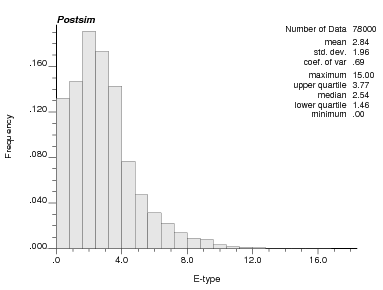 Postsim
Number of Data 78000
mean 2.84
std. dev. 1.96
coef. of var .69
maximum 15.00
upper quartile 3.77
median 2.54
lower quartile 1.46
minimum .00
Frequency
.160
.120
.080
.040
.000
.0 4.0 8.0 12.0 16.0
E-type